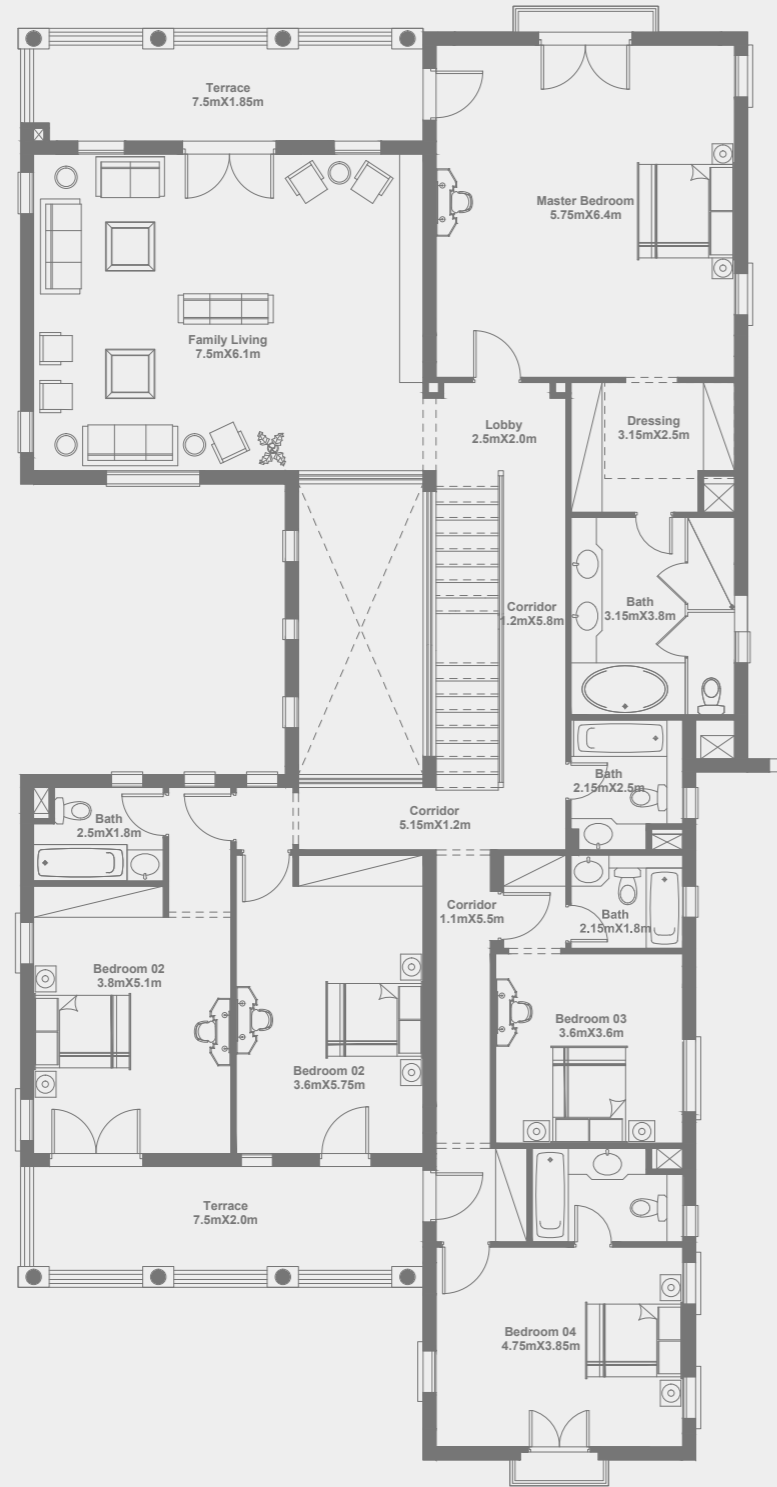 Terrace
7.5mX1.85m
Master Bedroom
5.75mX6.4m
Family Living
7.5mX6.1m
Lobby
2.5mX2.0m
Dressing
3.15mX2.5m
Corridor
1.2mX5.8m
Bath
3.15mX3.8m
Bath
2.15mX2.5m
Bath
2.5mX1.8m
Corridor
5.15mX1.2m
Corridor
1.1mX5.5m
Bath
2.15mX1.8m
Bedroom 02
3.8mX5.1m
Bedroom 03
3.6mX3.6m
Bedroom 02
3.6mX5.75m
Terrace
7.5mX2.0m
Bedroom 04
4.75mX3.85m